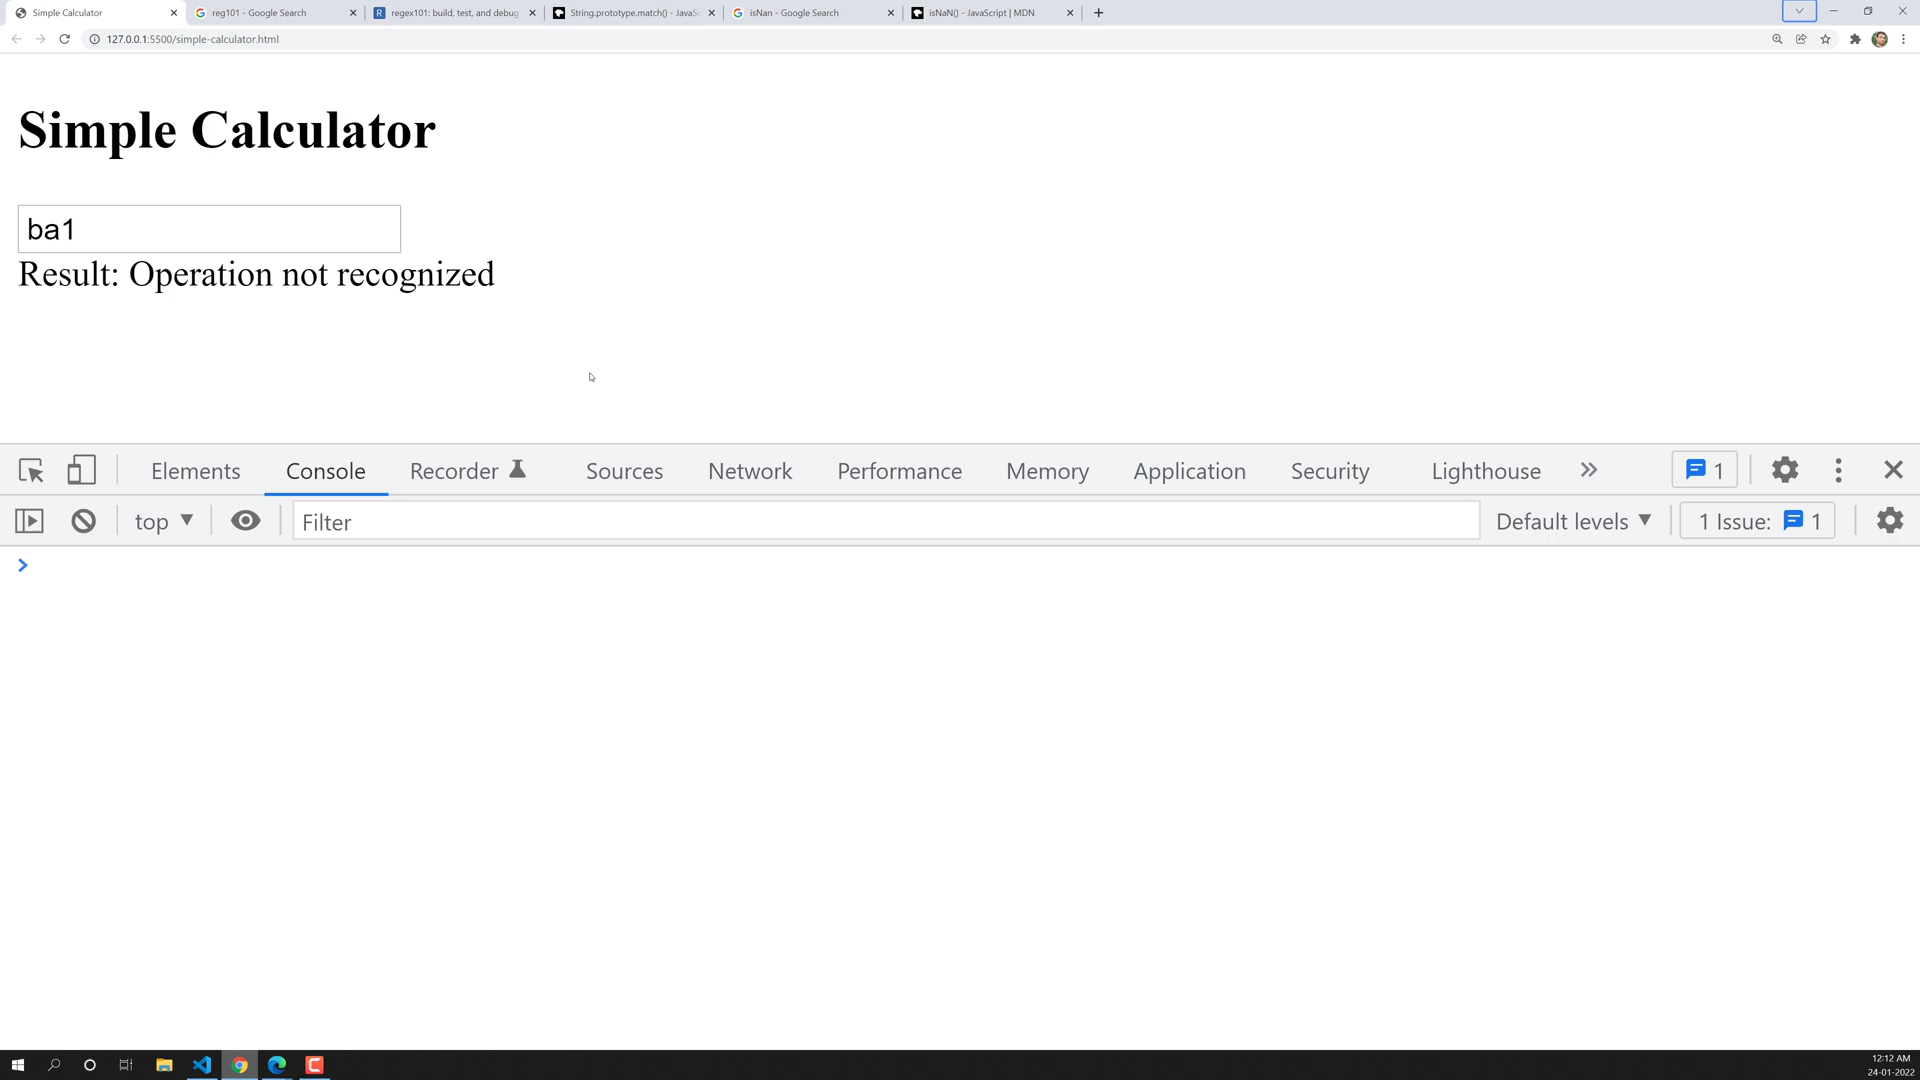 Simple Calculator
reg101 - Google Search
regex101: build, test, and debug
String.prototype.match() - JavaSc
isNan - Google Search
isNaN() - JavaScript | MDN
127.0.0.1:5500/simple-calculator.html
Simple Calculator
ba1
Result: Operation not recognized
Elements
Console
Recorder
Sources
Network
Performance
Memory
Application
Security
Lighthouse
1
top
Filter
Default levels
1 Issue: 1
12:12 AM
24-01-2022